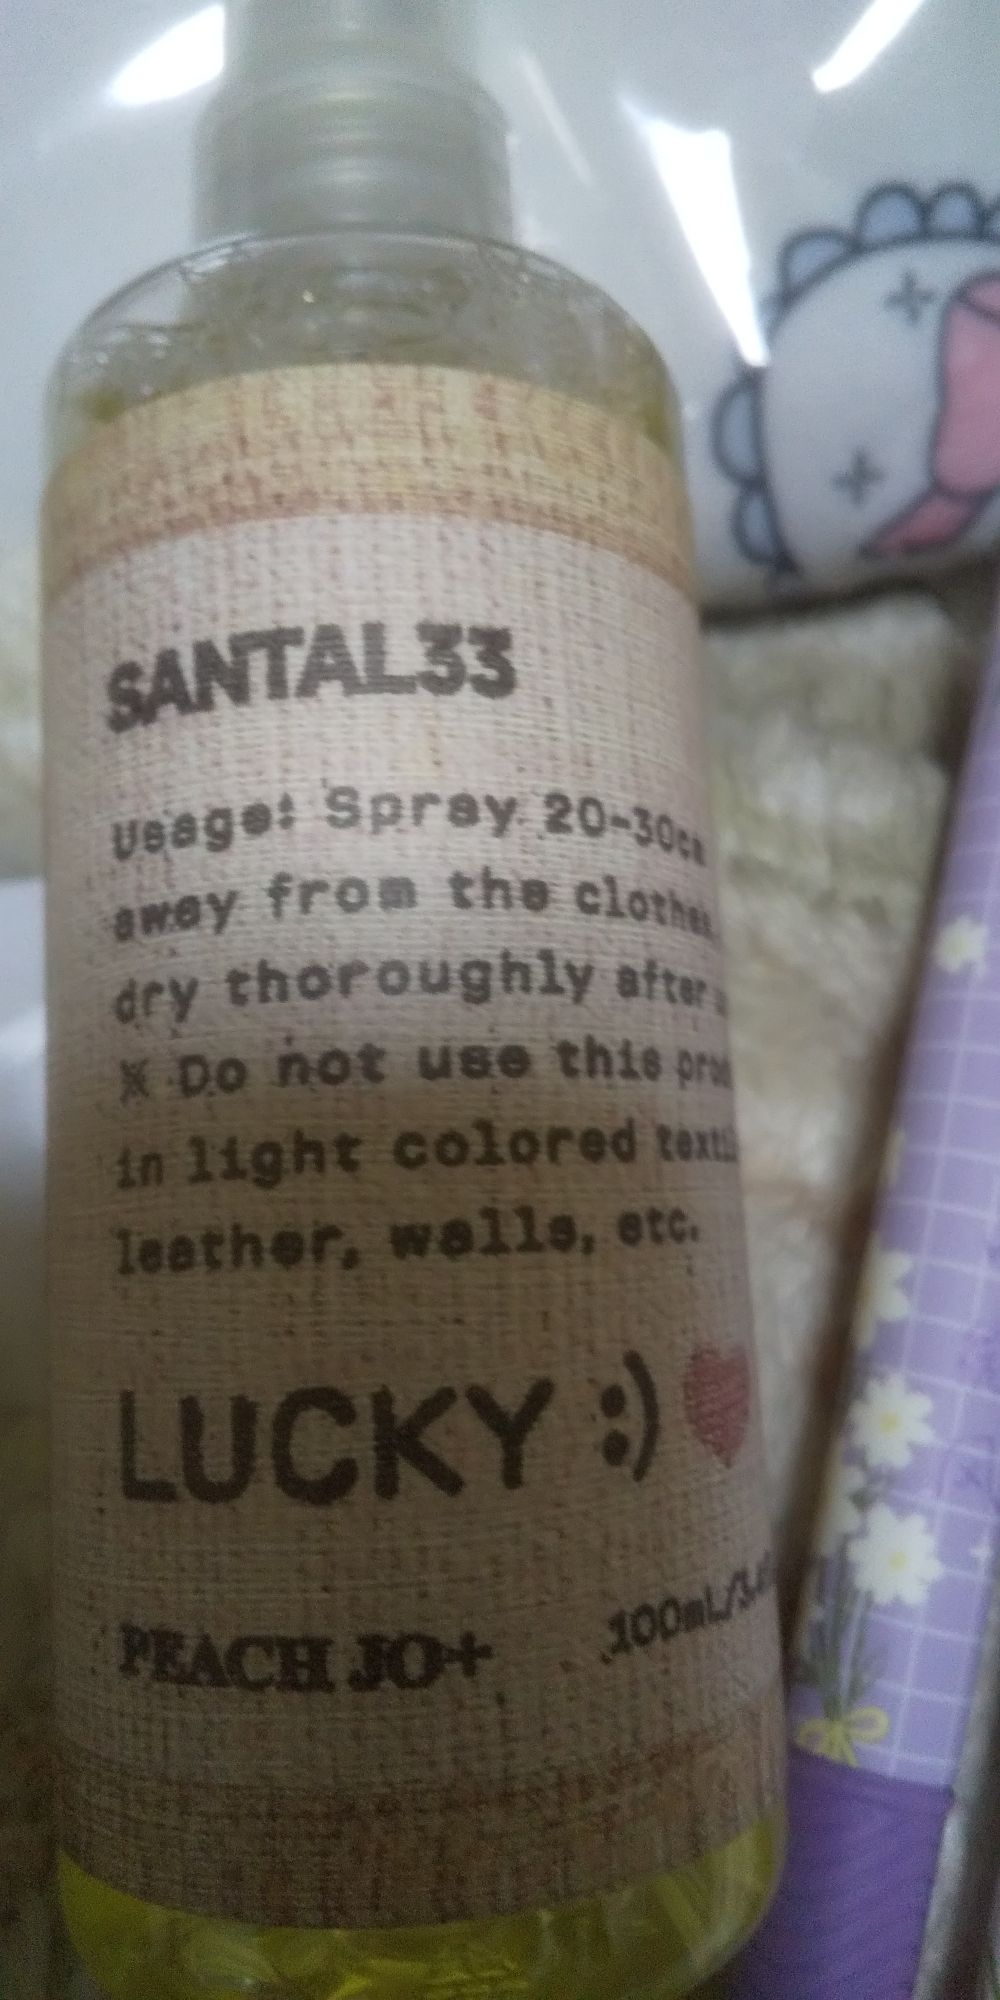 SANTAL33
Usage: Spray 20-30cm
away from the clothes
dry thoroughly after
※ Do not use this
in light colored
leather, walls, etc.
LUCKY :)
PEACH JO+
100mL/